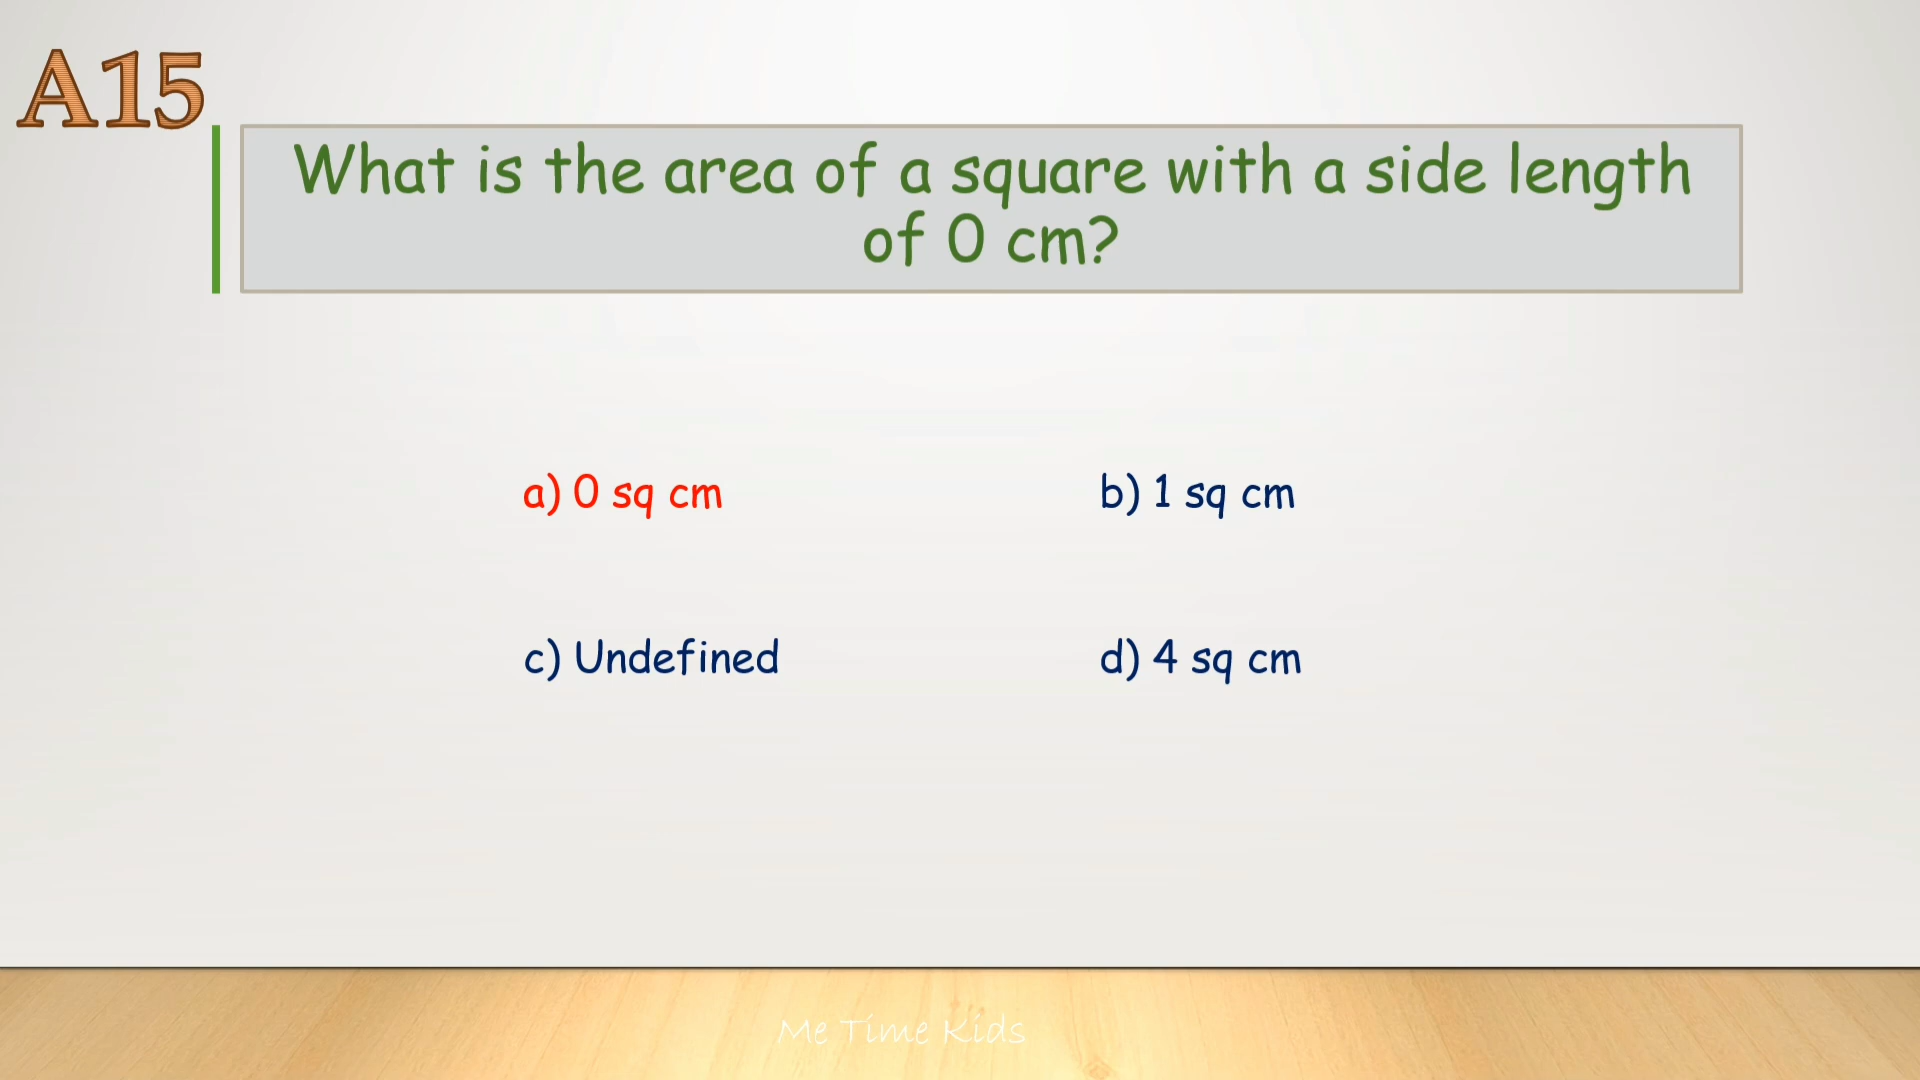 A15
What is the area of a square with a side length
of 0 cm?
a) 0 sq cm
b) 1 sq cm
c) Undefined
d) 4 sq cm
Me Time Kids